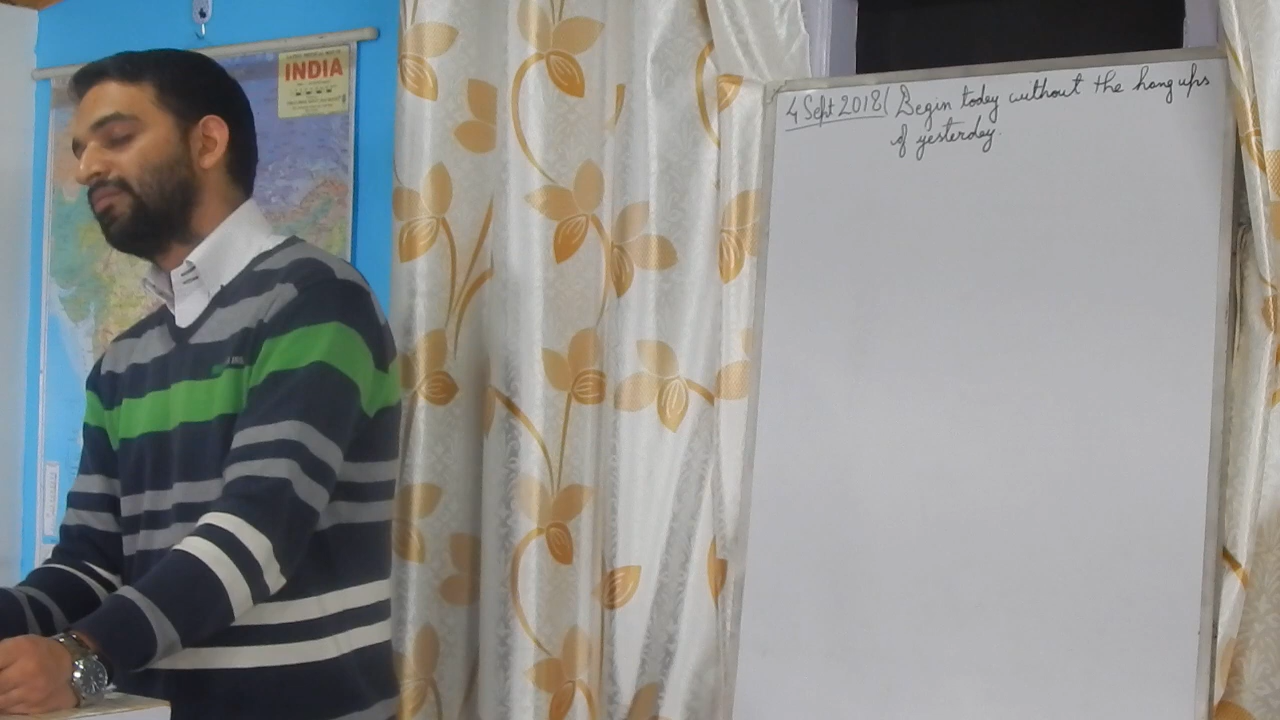 INDIA
4 Sept 2018( Begin today without the hang ups
of yesterday.